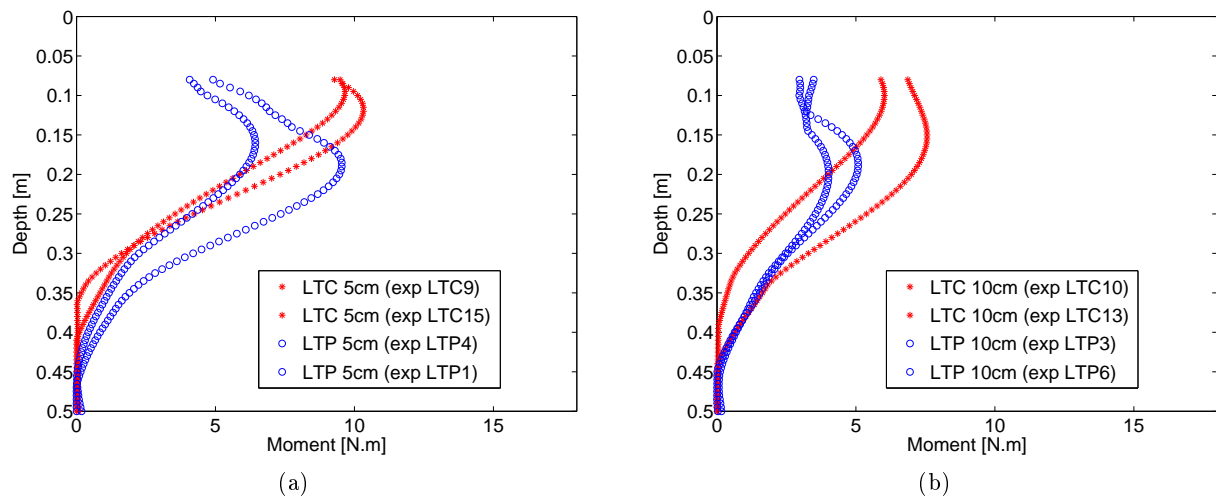 0
0.05
0.1
0.15
0.2
0.25
0.3
0.35
0.4
0.45
0.5
Depth [m]
0 5 10 15
Moment [N.m]
LTC 5cm (exp LTC9)
LTC 5cm (exp LTC15)
LTP 5cm (exp LTP4)
LTP 5cm (exp LTP1)
(a)
0
0.05
0.1
0.15
0.2
0.25
0.3
0.35
0.4
0.45
0.5
Depth [m]
0 5 10 15
Moment [N.m]
LTC 10cm (exp LTC10)
LTC 10cm (exp LTC13)
LTP 10cm (exp LTP3)
LTP 10cm (exp LTP6)
(b)